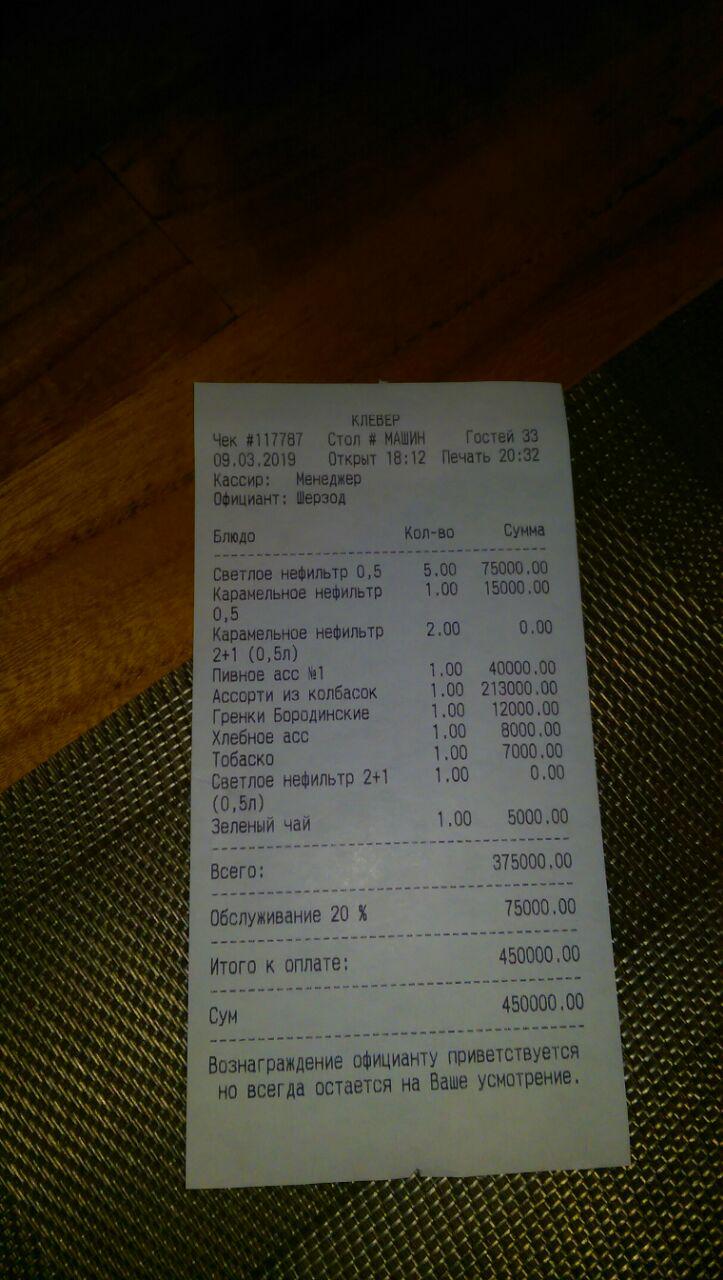 КЛЕВЕР
Чек #117787 Стол # МАШИН Гостей 33
09.03.2019 Открыт 18:12 Печать 20:32
Кассир: Менеджер
Официант: Шерзод
Блюдо Кол-во Сумма
Светлое нефильтр 0,5 5.00 75000.00
Карамельное нефильтр 1.00 15000.00
0,5
Карамельное нефильтр 2.00 0.00
2+1 (0,5л)
Пивное асс №1 1.00 40000.00
Ассорти из колбасок 1.00 213000.00
Гренки Бородинские 1.00 12000.00
Хлебное асс 1.00 8000.00
Тобаско 1.00 7000.00
Светлое нефильтр 2+1 1.00 0.00
(0,5л)
Зеленый чай 1.00 5000.00
Всего: 375000.00
Обслуживание 20 % 75000.00
Итого к оплате: 450000.00
Сум 450000.00
Вознаграждение официанту приветствуется
но всегда остается на Ваше усмотрение.